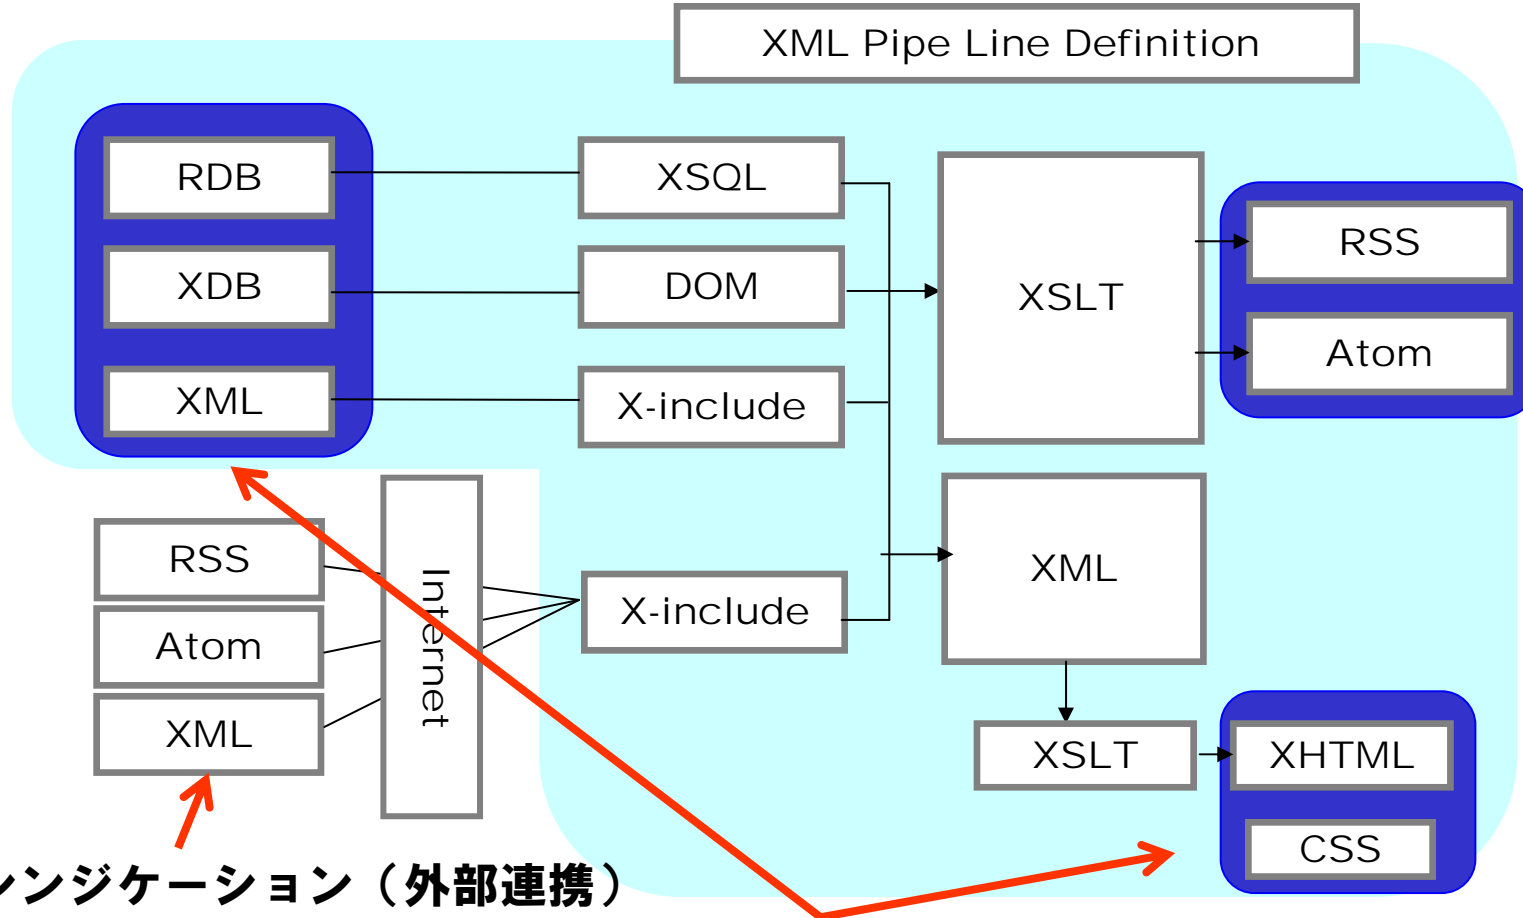 XML Pipe Line Definition
RDB
XSQL
XSLT
RSS
XDB
DOM
Atom
XML
X-include
RSS
Atom
XML
Internet
X-include
XML
XSLT
XHTML
CSS
シンジケーション（外部連携）